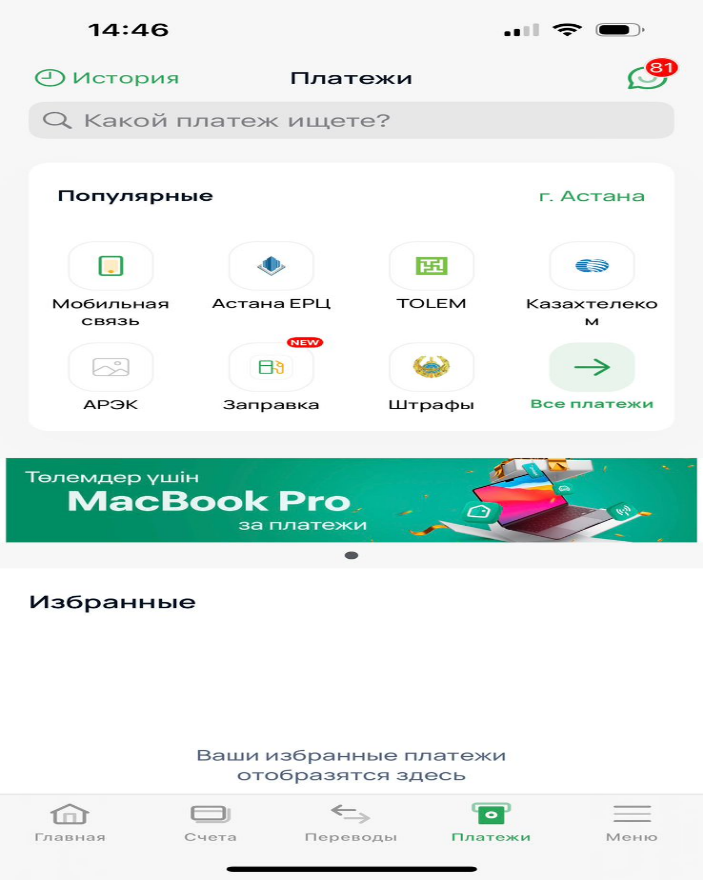 14:46
История
Платежи
81
Какой платеж ищете?
Популярные
г. Астана
Мобильная
связь
Астана ЕРЦ
TOLEM
Казахтелеко
м
АРЭК
NEW
Заправка
Штрафы
Все платежи
Төлемдер үшін
MacBook Pro
за платежи
Избранные
Ваши избранные платежи
отобразятся здесь
Главная
Счета
Переводы
Платежи
Меню